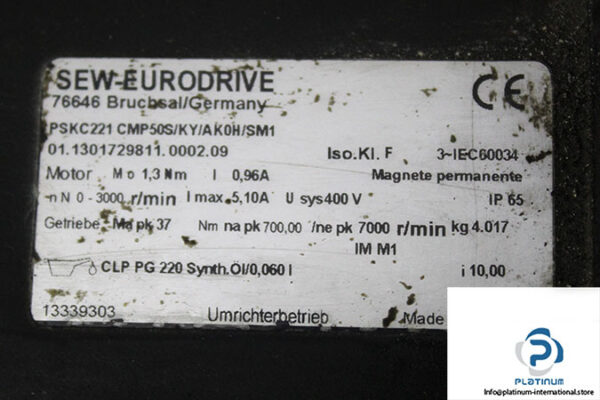 SEW-EURODRIVE
76646 Bruchsal/Germany
CE
PSKC221 CMP50S/KY/AK0H/SM1
01.1301729811.0002.09 Iso.Kl. F 3~IEC60034
Motor Mo 1,3 Nm I 0,96A Magnete permanente
nN 0 - 3000 r/min I max. 5,10A U sys 400 V IP 65
Getriebe Ma pk 37 Nm na pk 700,00 /ne pk 7000 r/min kg 4.017
IM M1
CLP PG 220 Synth.Öl/0,060 l i 10,00
13339303 Umrichterbetrieb Made
PLATINUM
Info@platinum-international.store